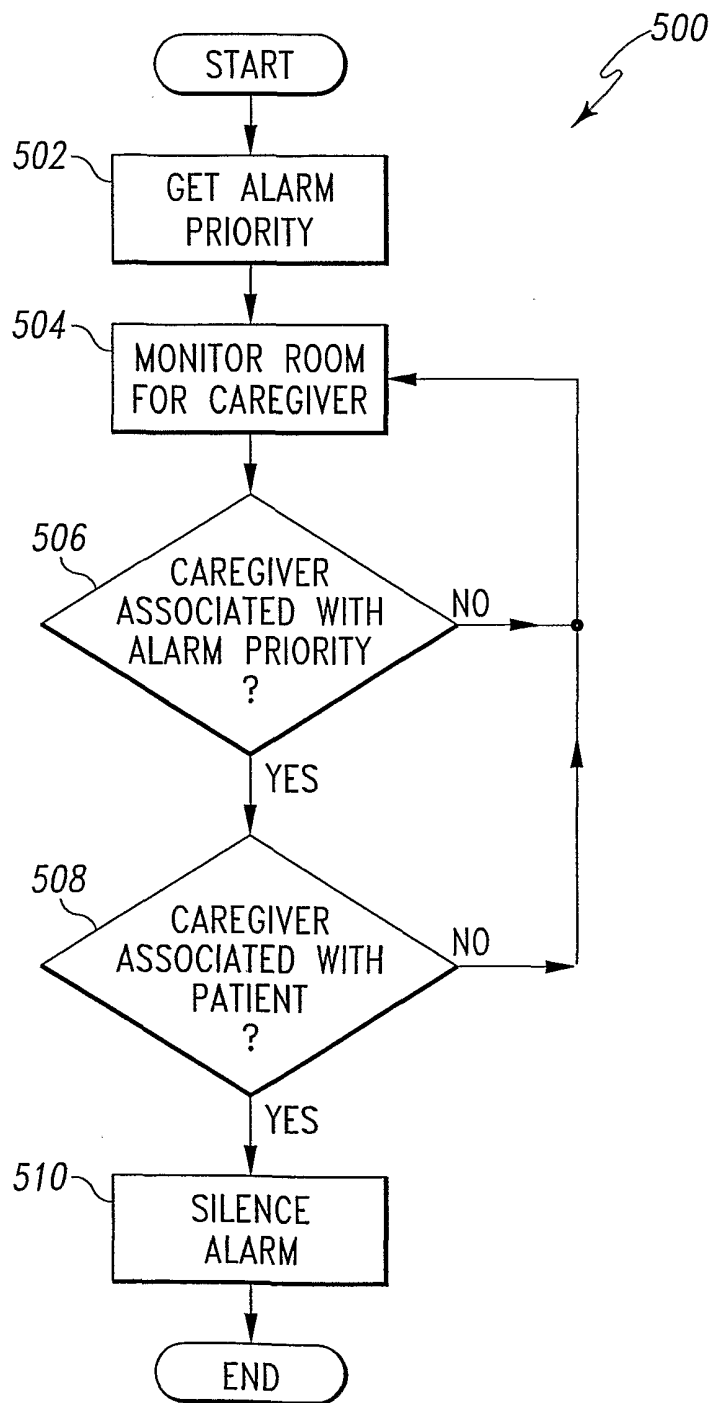 500
START
502
GET ALARM
PRIORITY
504
MONITOR ROOM
FOR CAREGIVER
506
CAREGIVER
ASSOCIATED WITH
ALARM PRIORITY
?
NO
YES
508
CAREGIVER
ASSOCIATED WITH
PATIENT
?
NO
YES
510
SILENCE
ALARM
END